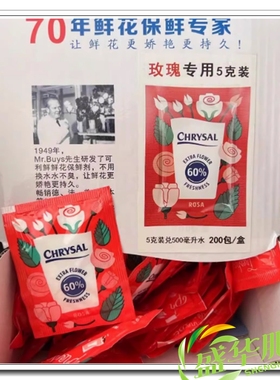 70年鲜花保鲜专家
让鲜花更娇艳更持久！
玫瑰专用5克装
1949年，
Mr.Buys先生研发了可
利鲜鲜花保鲜剂，不用
换水水不臭，让鲜花更
娇艳更持久。
CHRYSAL
EXTRA FLOWER
60%
FRESHNESS
ROSA
5克装兑500毫升水 200包/盒
CHRYSAL
EXTRA FLOWER
60%
FRESHNESS
盛华